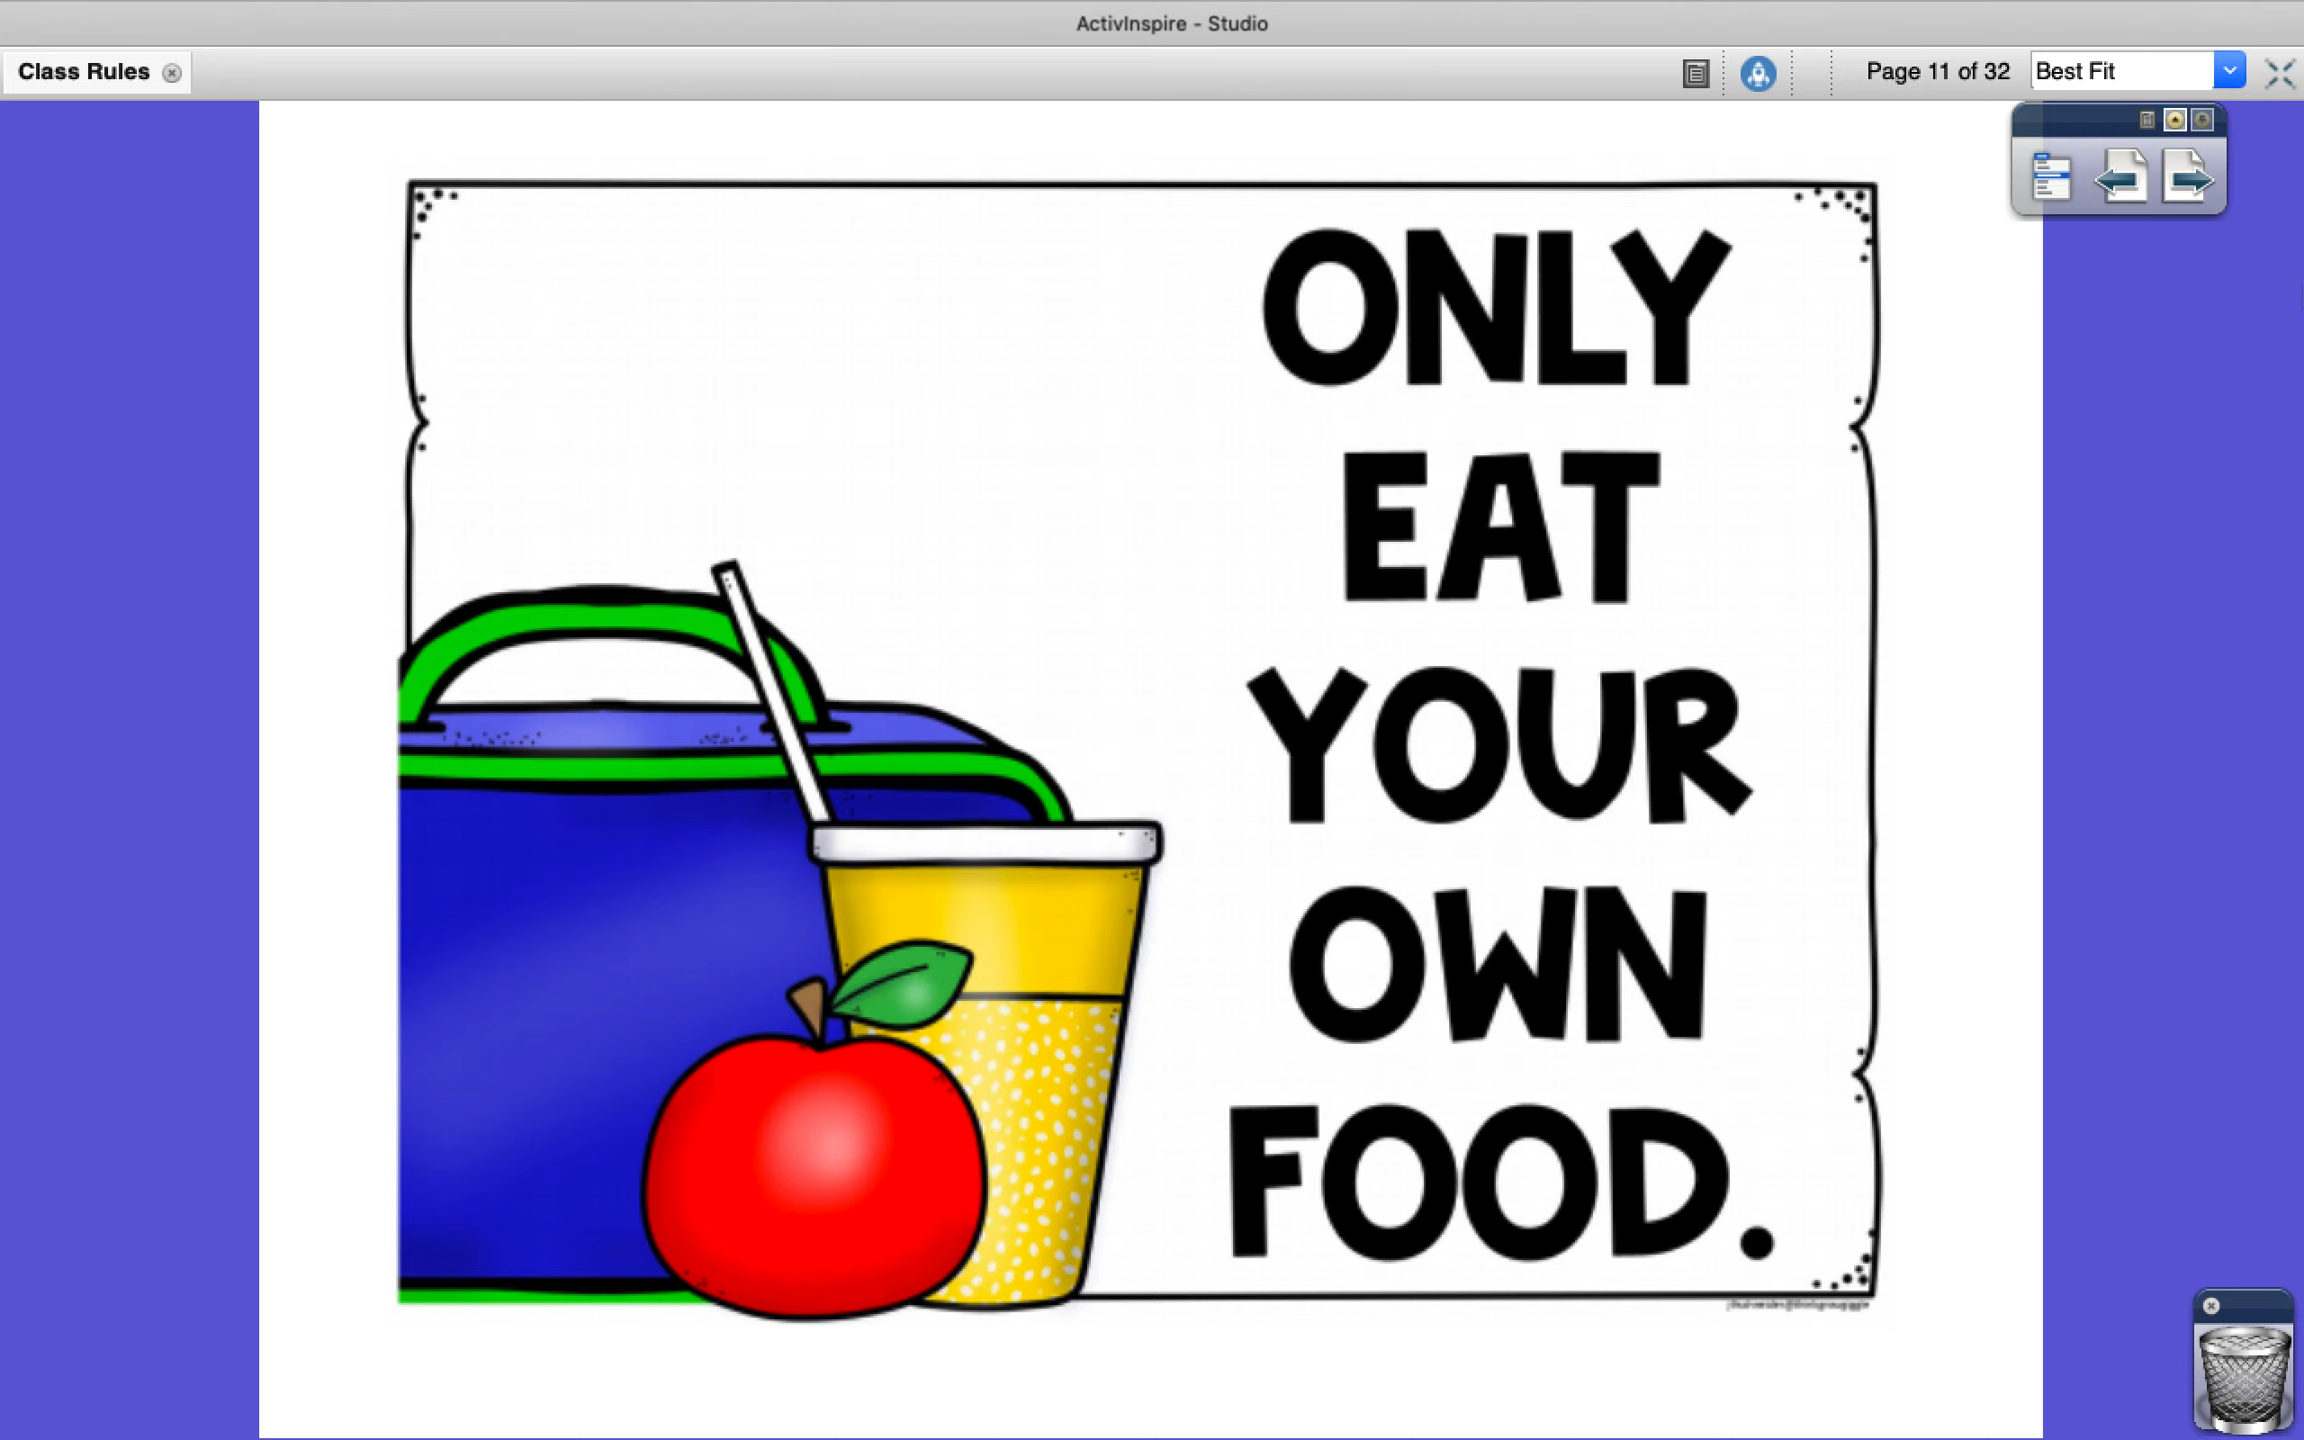 ActivInspire - Studio
Class Rules
Page 11 of 32
Best Fit
ONLY
EAT
YOUR
OWN
FOOD.